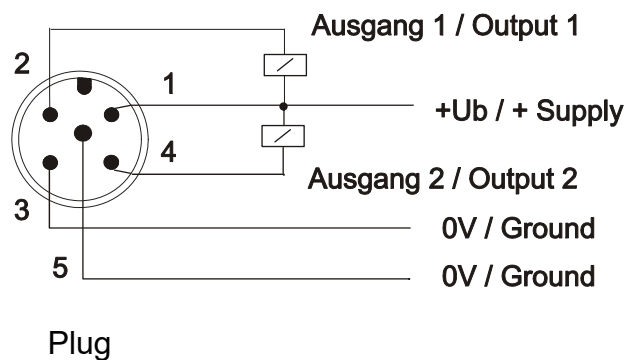 Ausgang 1 / Output 1
2
1
+Ub / + Supply
4
Ausgang 2 / Output 2
3
0V / Ground
5
0V / Ground
Plug